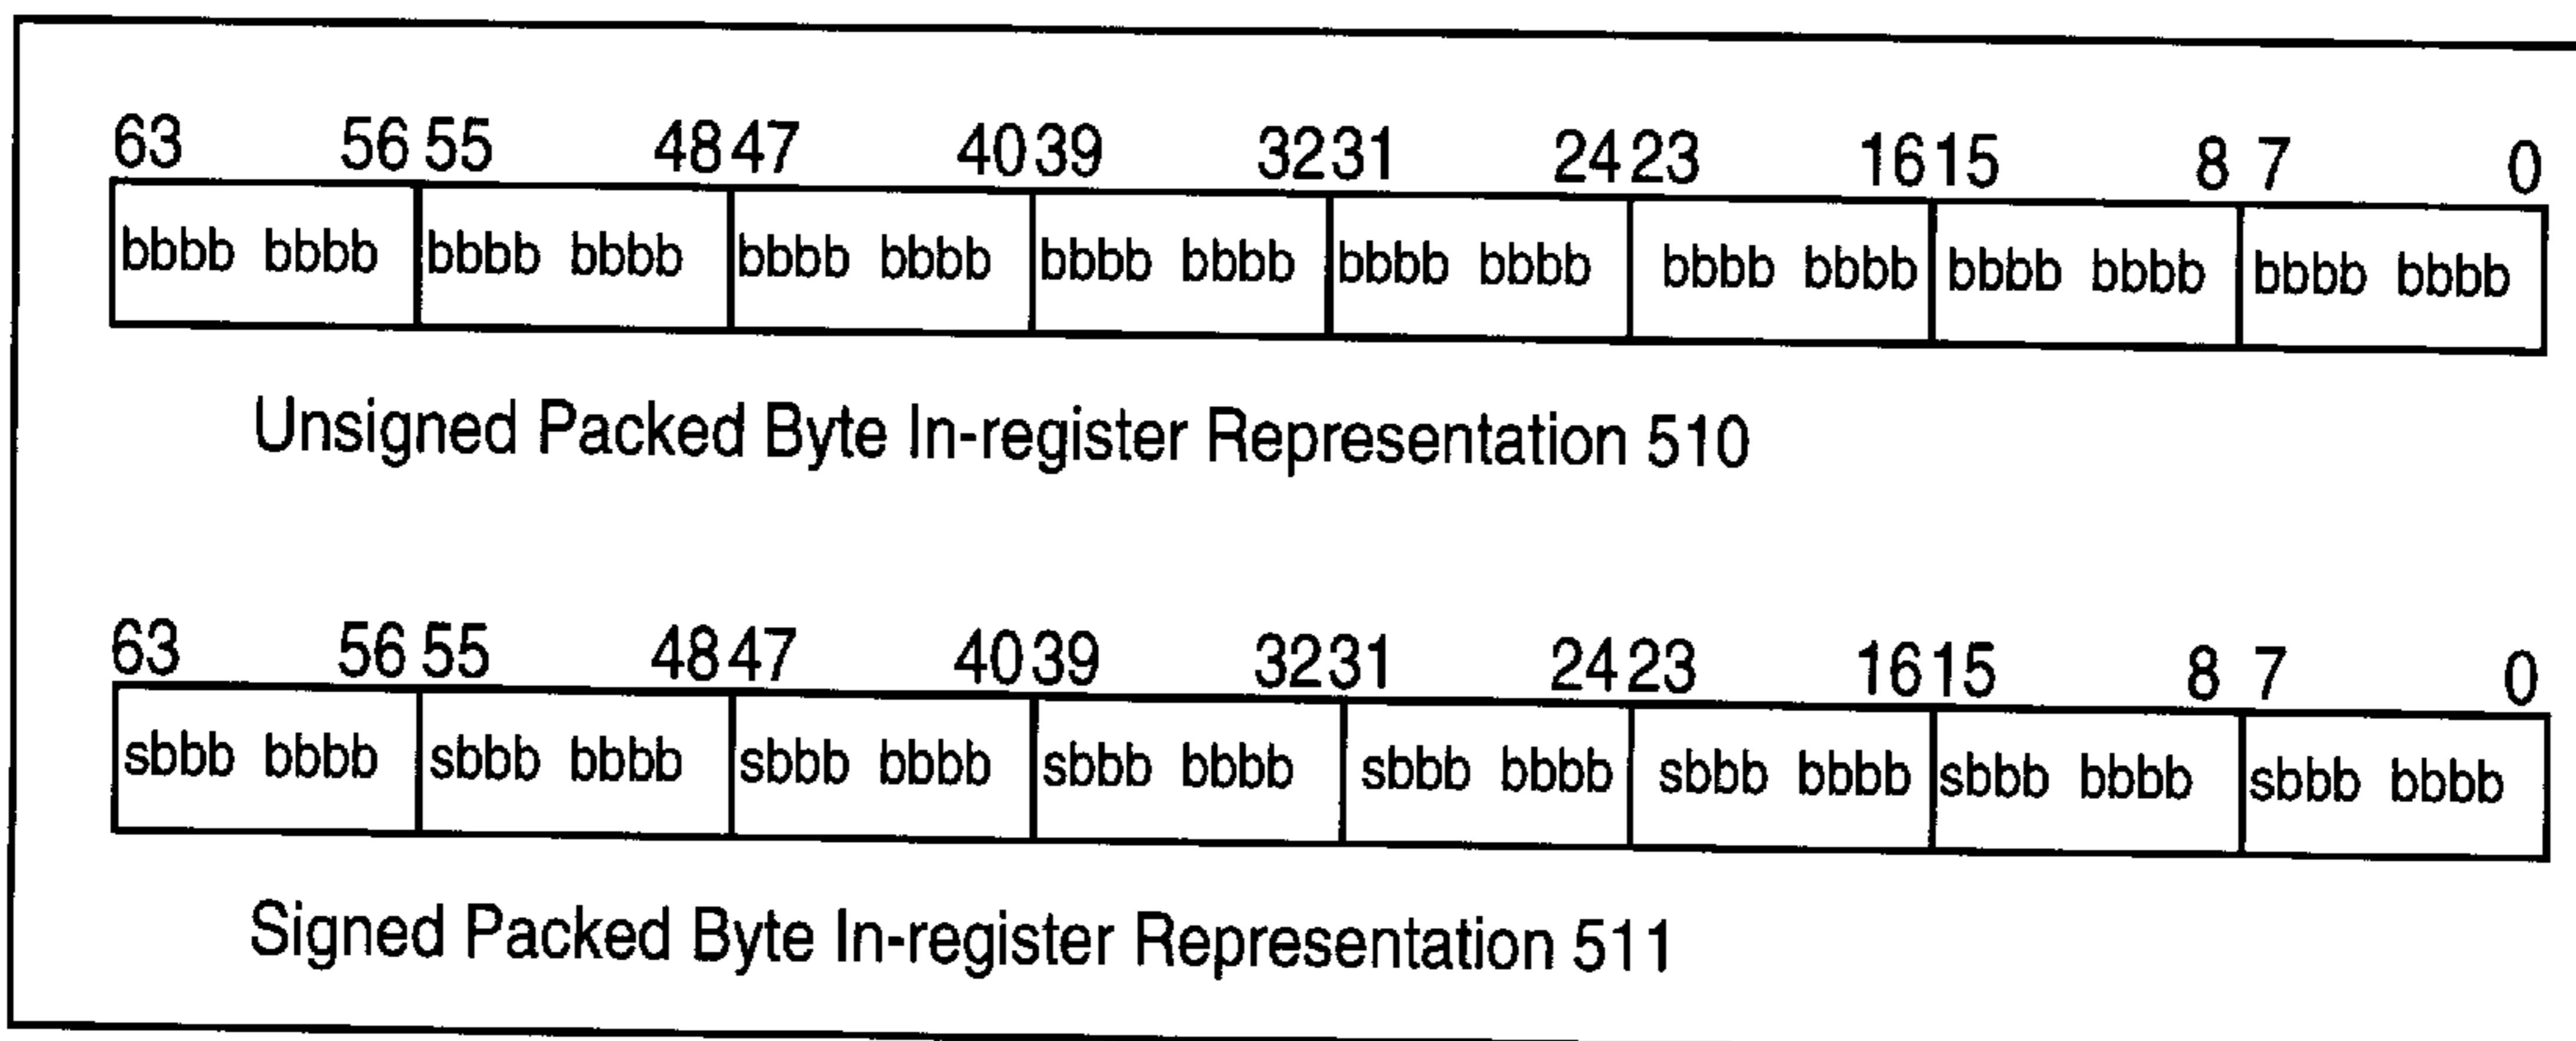 63 56 55 48 47 40 39 32 31 24 23 16 15 8 7 0
bbbb bbbb bbbb bbbb bbbb bbbb bbbb bbbb bbbb bbbb bbbb bbbb bbbb bbbb bbbb bbbb
Unsigned Packed Byte In-register Representation 510
63 56 55 48 47 40 39 32 31 24 23 16 15 8 7 0
sbbb bbbb sbbb bbbb sbbb bbbb sbbb bbbb sbbb bbbb sbbb bbbb sbbb bbbb sbbb bbbb
Signed Packed Byte In-register Representation 511